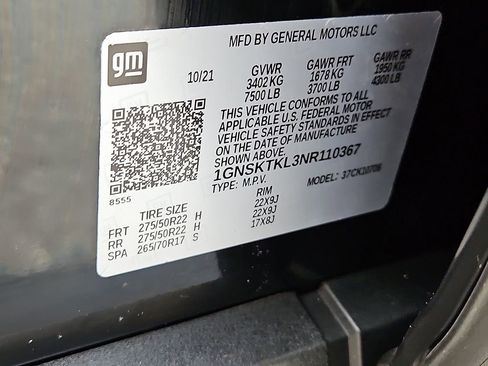 MFD BY GENERAL MOTORS LLC
gm
10/21 GVWR GAWR FRT GAWR RR
3402 KG 1678 KG 1950 KG
7500 LB 3700 LB 4300 LB
THIS VEHICLE CONFORMS TO ALL
APPLICABLE U.S. FEDERAL MOTOR
VEHICLE SAFETY STANDARDS IN EFFECT
ON THE DATE OF MANUFACTURE
1GNSKTKL3NR110367
TYPE: M.P.V. MODEL: 37CK10706
8555
TIRE SIZE RIM
FRT 275/50R22 H 22X9J
RR 275/50R22 H 22X9J
SPA 265/70R17 S 17X8J